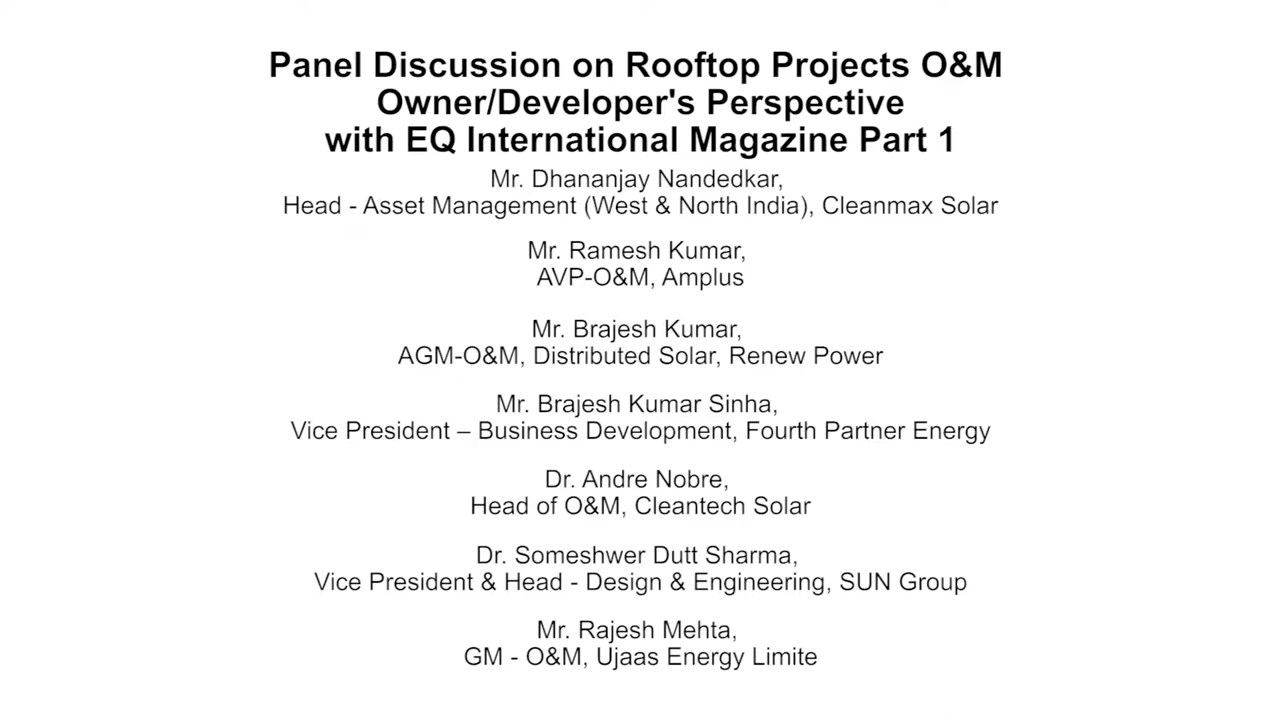 Panel Discussion on Rooftop Projects O&M
Owner/Developer's Perspective
with EQ International Magazine Part 1
Mr. Dhananjay Nandedkar,
Head - Asset Management (West & North India), Cleanmax Solar
Mr. Ramesh Kumar,
AVP-O&M, Amplus
Mr. Brajesh Kumar,
AGM-O&M, Distributed Solar, Renew Power
Mr. Brajesh Kumar Sinha,
Vice President – Business Development, Fourth Partner Energy
Dr. Andre Nobre,
Head of O&M, Cleantech Solar
Dr. Someshwer Dutt Sharma,
Vice President & Head - Design & Engineering, SUN Group
Mr. Rajesh Mehta,
GM - O&M, Ujaas Energy Limite